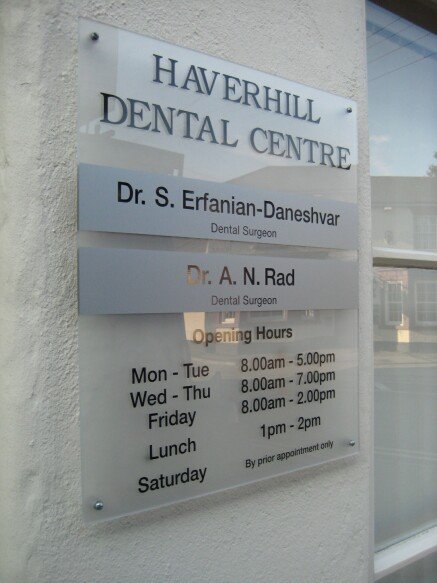 HAVERHILL
DENTAL CENTRE
Dr. S. Erfanian-Daneshvar
Dental Surgeon
Dr. A. N. Rad
Dental Surgeon
Opening Hours
Mon - Tue 8.00am - 5.00pm
Wed - Thu 8.00am - 7.00pm
Friday 8.00am - 2.00pm
Lunch 1pm - 2pm
Saturday By prior appointment only